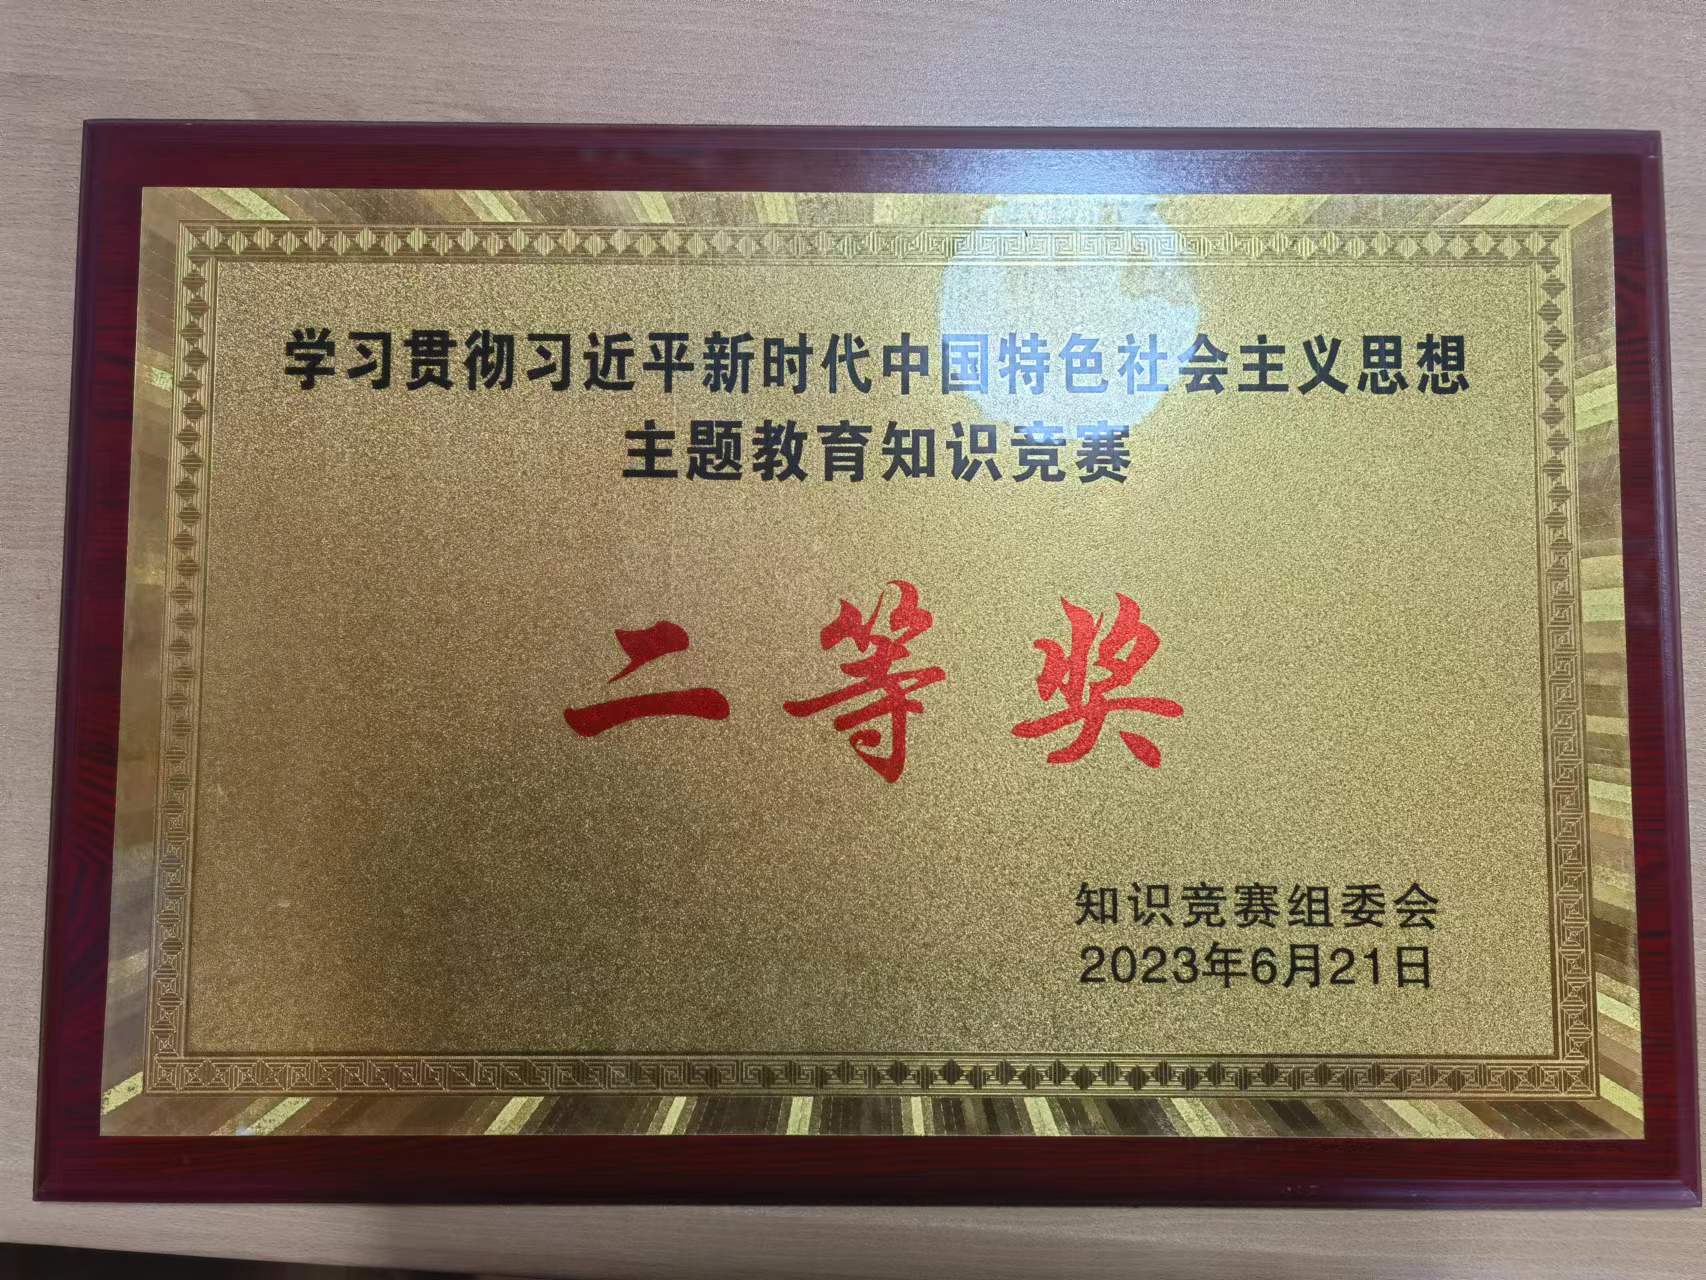 学习贯彻习近平新时代中国特色社会主义思想
主题教育知识竞赛
二等奖
知识竞赛组委会
2023年6月21日